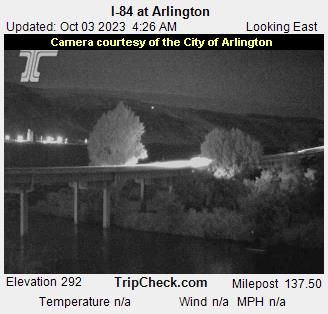 I-84 at Arlington
Updated: Oct 03 2023 4:26 AM Looking East
Camera courtesy of the City of Arlington
Elevation 292 TripCheck.com Milepost 137.50
Temperature n/a Wind n/a MPH n/a